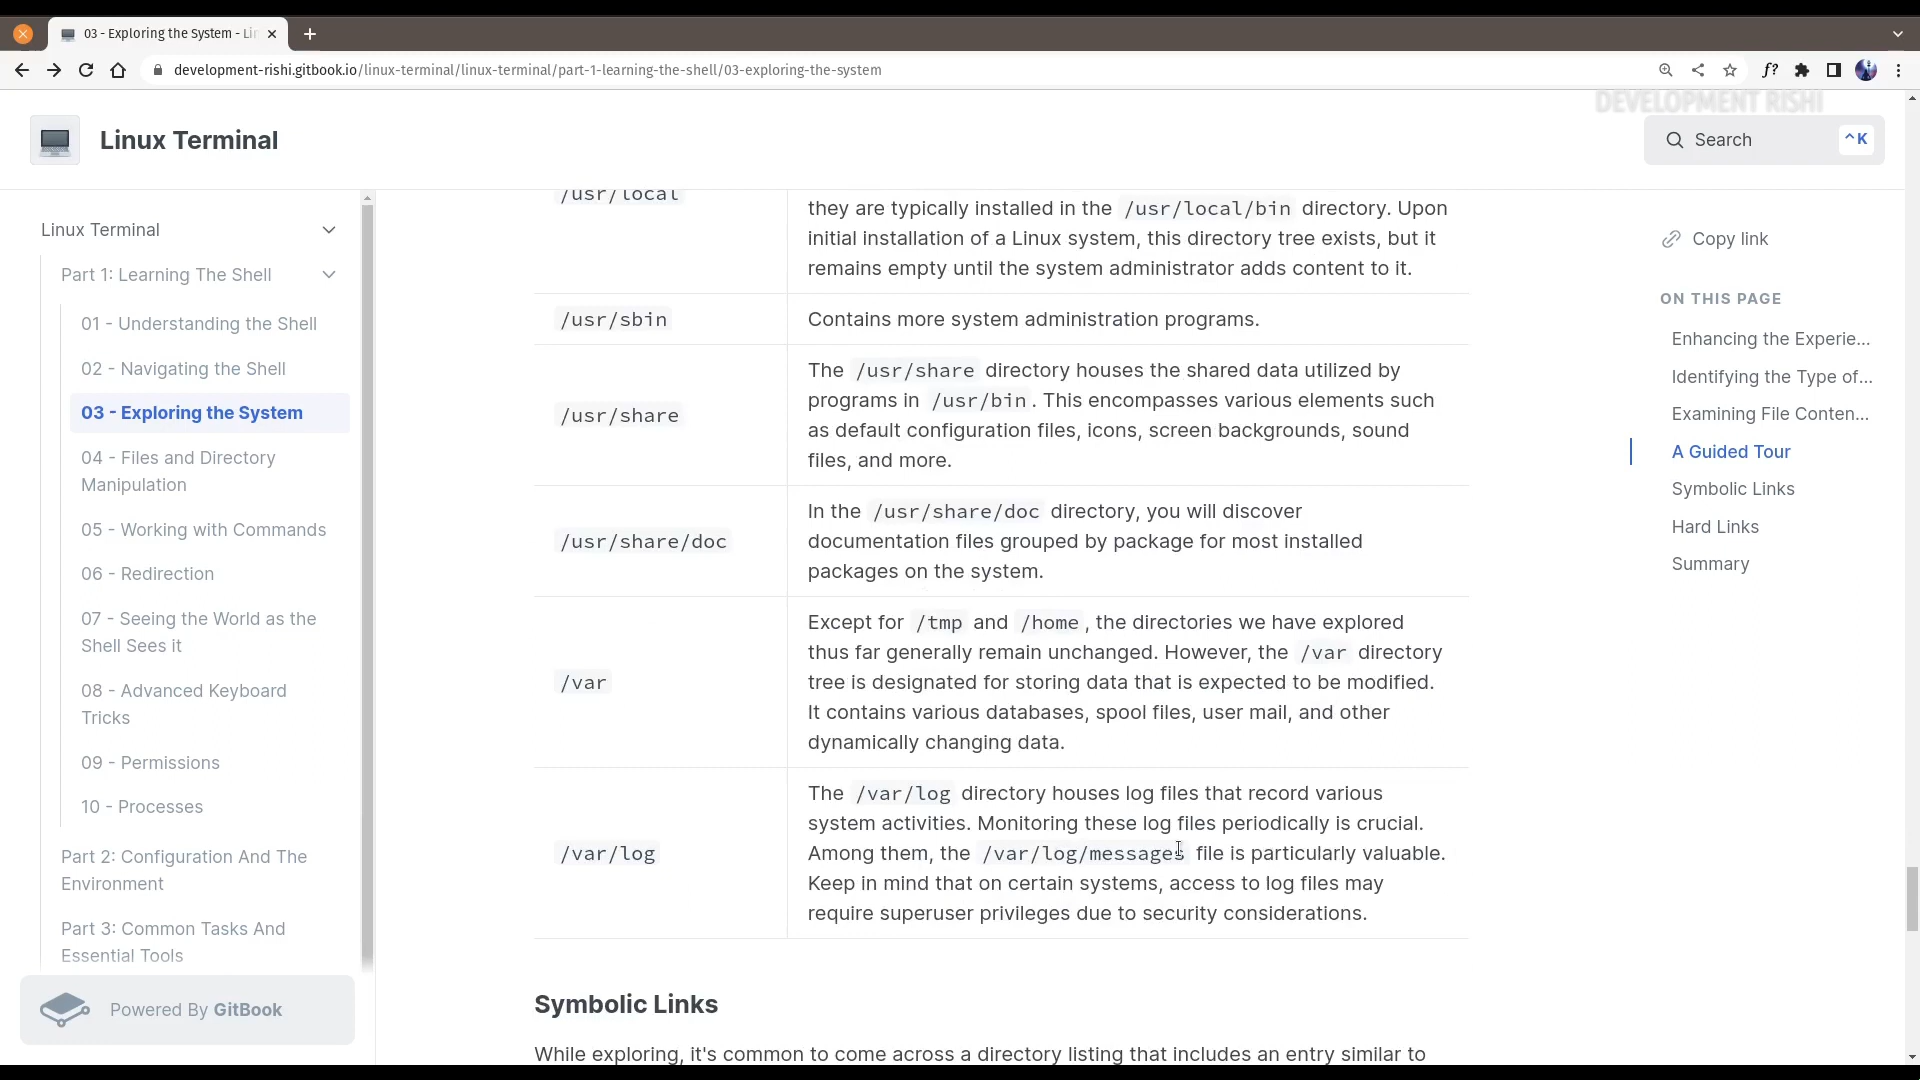 03 - Exploring the System - Li
development-rishi.gitbook.io/linux-terminal/linux-terminal/part-1-learning-the-shell/03-exploring-the-system
f?
DEVELOPMENT RISHI
Linux Terminal
Search
^K
Linux Terminal
Part 1: Learning The Shell
01 - Understanding the Shell
02 - Navigating the Shell
03 - Exploring the System
04 - Files and Directory
Manipulation
05 - Working with Commands
06 - Redirection
07 - Seeing the World as the
Shell Sees it
08 - Advanced Keyboard
Tricks
09 - Permissions
10 - Processes
Part 2: Configuration And The
Environment
Part 3: Common Tasks And
Essential Tools
Powered By GitBook
/usr/local
they are typically installed in the /usr/local/bin directory. Upon
initial installation of a Linux system, this directory tree exists, but it
remains empty until the system administrator adds content to it.
/usr/sbin
Contains more system administration programs.
/usr/share
The /usr/share directory houses the shared data utilized by
programs in /usr/bin. This encompasses various elements such
as default configuration files, icons, screen backgrounds, sound
files, and more.
/usr/share/doc
In the /usr/share/doc directory, you will discover
documentation files grouped by package for most installed
packages on the system.
/var
Except for /tmp and /home, the directories we have explored
thus far generally remain unchanged. However, the /var directory
tree is designated for storing data that is expected to be modified.
It contains various databases, spool files, user mail, and other
dynamically changing data.
/var/log
The /var/log directory houses log files that record various
system activities. Monitoring these log files periodically is crucial.
Among them, the /var/log/messages file is particularly valuable.
Keep in mind that on certain systems, access to log files may
require superuser privileges due to security considerations.
Symbolic Links
While exploring, it's common to come across a directory listing that includes an entry similar to
Copy link
ON THIS PAGE
Enhancing the Experie...
Identifying the Type of...
Examining File Conten...
A Guided Tour
Symbolic Links
Hard Links
Summary